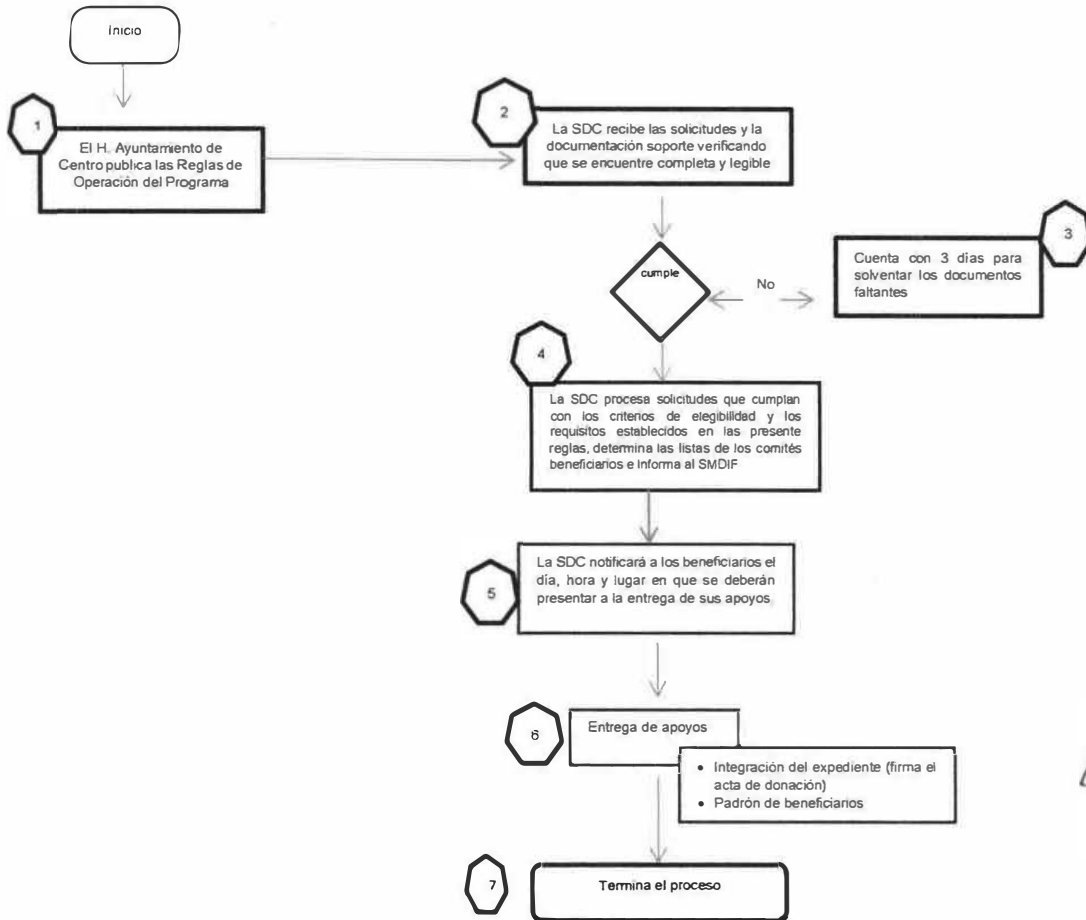 Inicio
1
El H. Ayuntamiento de
Centro publica las Reglas de
Operación del Programa
2
La SDC recibe las solicitudes y la
documentación soporte verificando
que se encuentre completa y legible
3
Cuenta con 3 días para
solventar los documentos
faltantes
cumple
No
4
La SDC procesa solicitudes que cumplan
con los criterios de elegibilidad y los
requisitos establecidos en las presente
reglas, determina las listas de los comités
beneficiarios e informa al SMDIF
5
La SDC notificará a los beneficiarios el
día, hora y lugar en que se deberán
presentar a la entrega de sus apoyos
6
Entrega de apoyos
• Integración del expediente (firma el
acta de donación)
• Padrón de beneficiarios
7
Termina el proceso